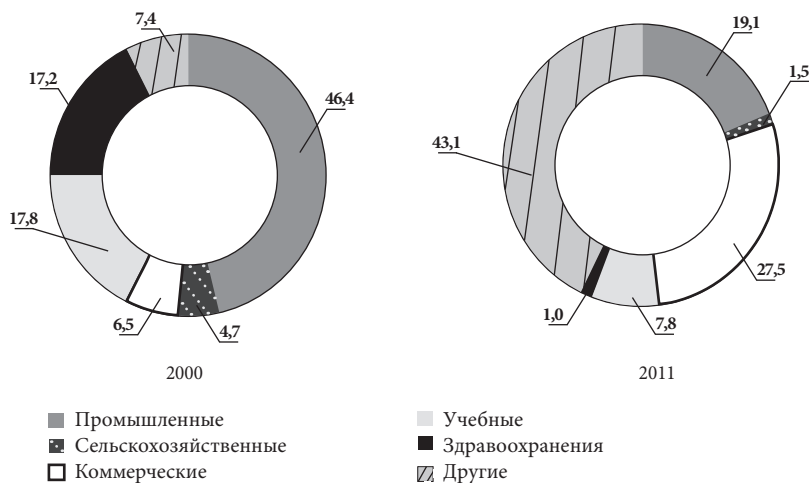 7,4
17,2
46,4
17,8
6,5
4,7
2000
19,1
1,5
43,1
27,5
1,0
7,8
2011
Промышленные
Сельскохозяйственные
Коммерческие
Учебные
Здравоохранения
Другие